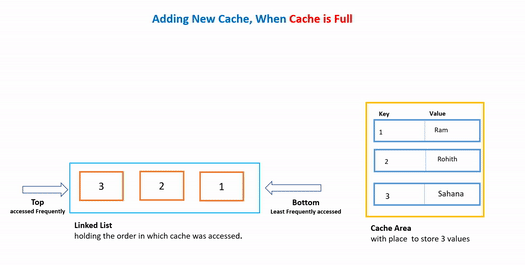 Adding New Cache, When Cache is Full
Key Value
1 Ram
2 Rohith
3 Sahana
3 2 1
Top
accessed Frequently
Bottom
Least Frequently accessed
Linked List
holding the order in which cache was accessed.
Cache Area
with place to store 3 values